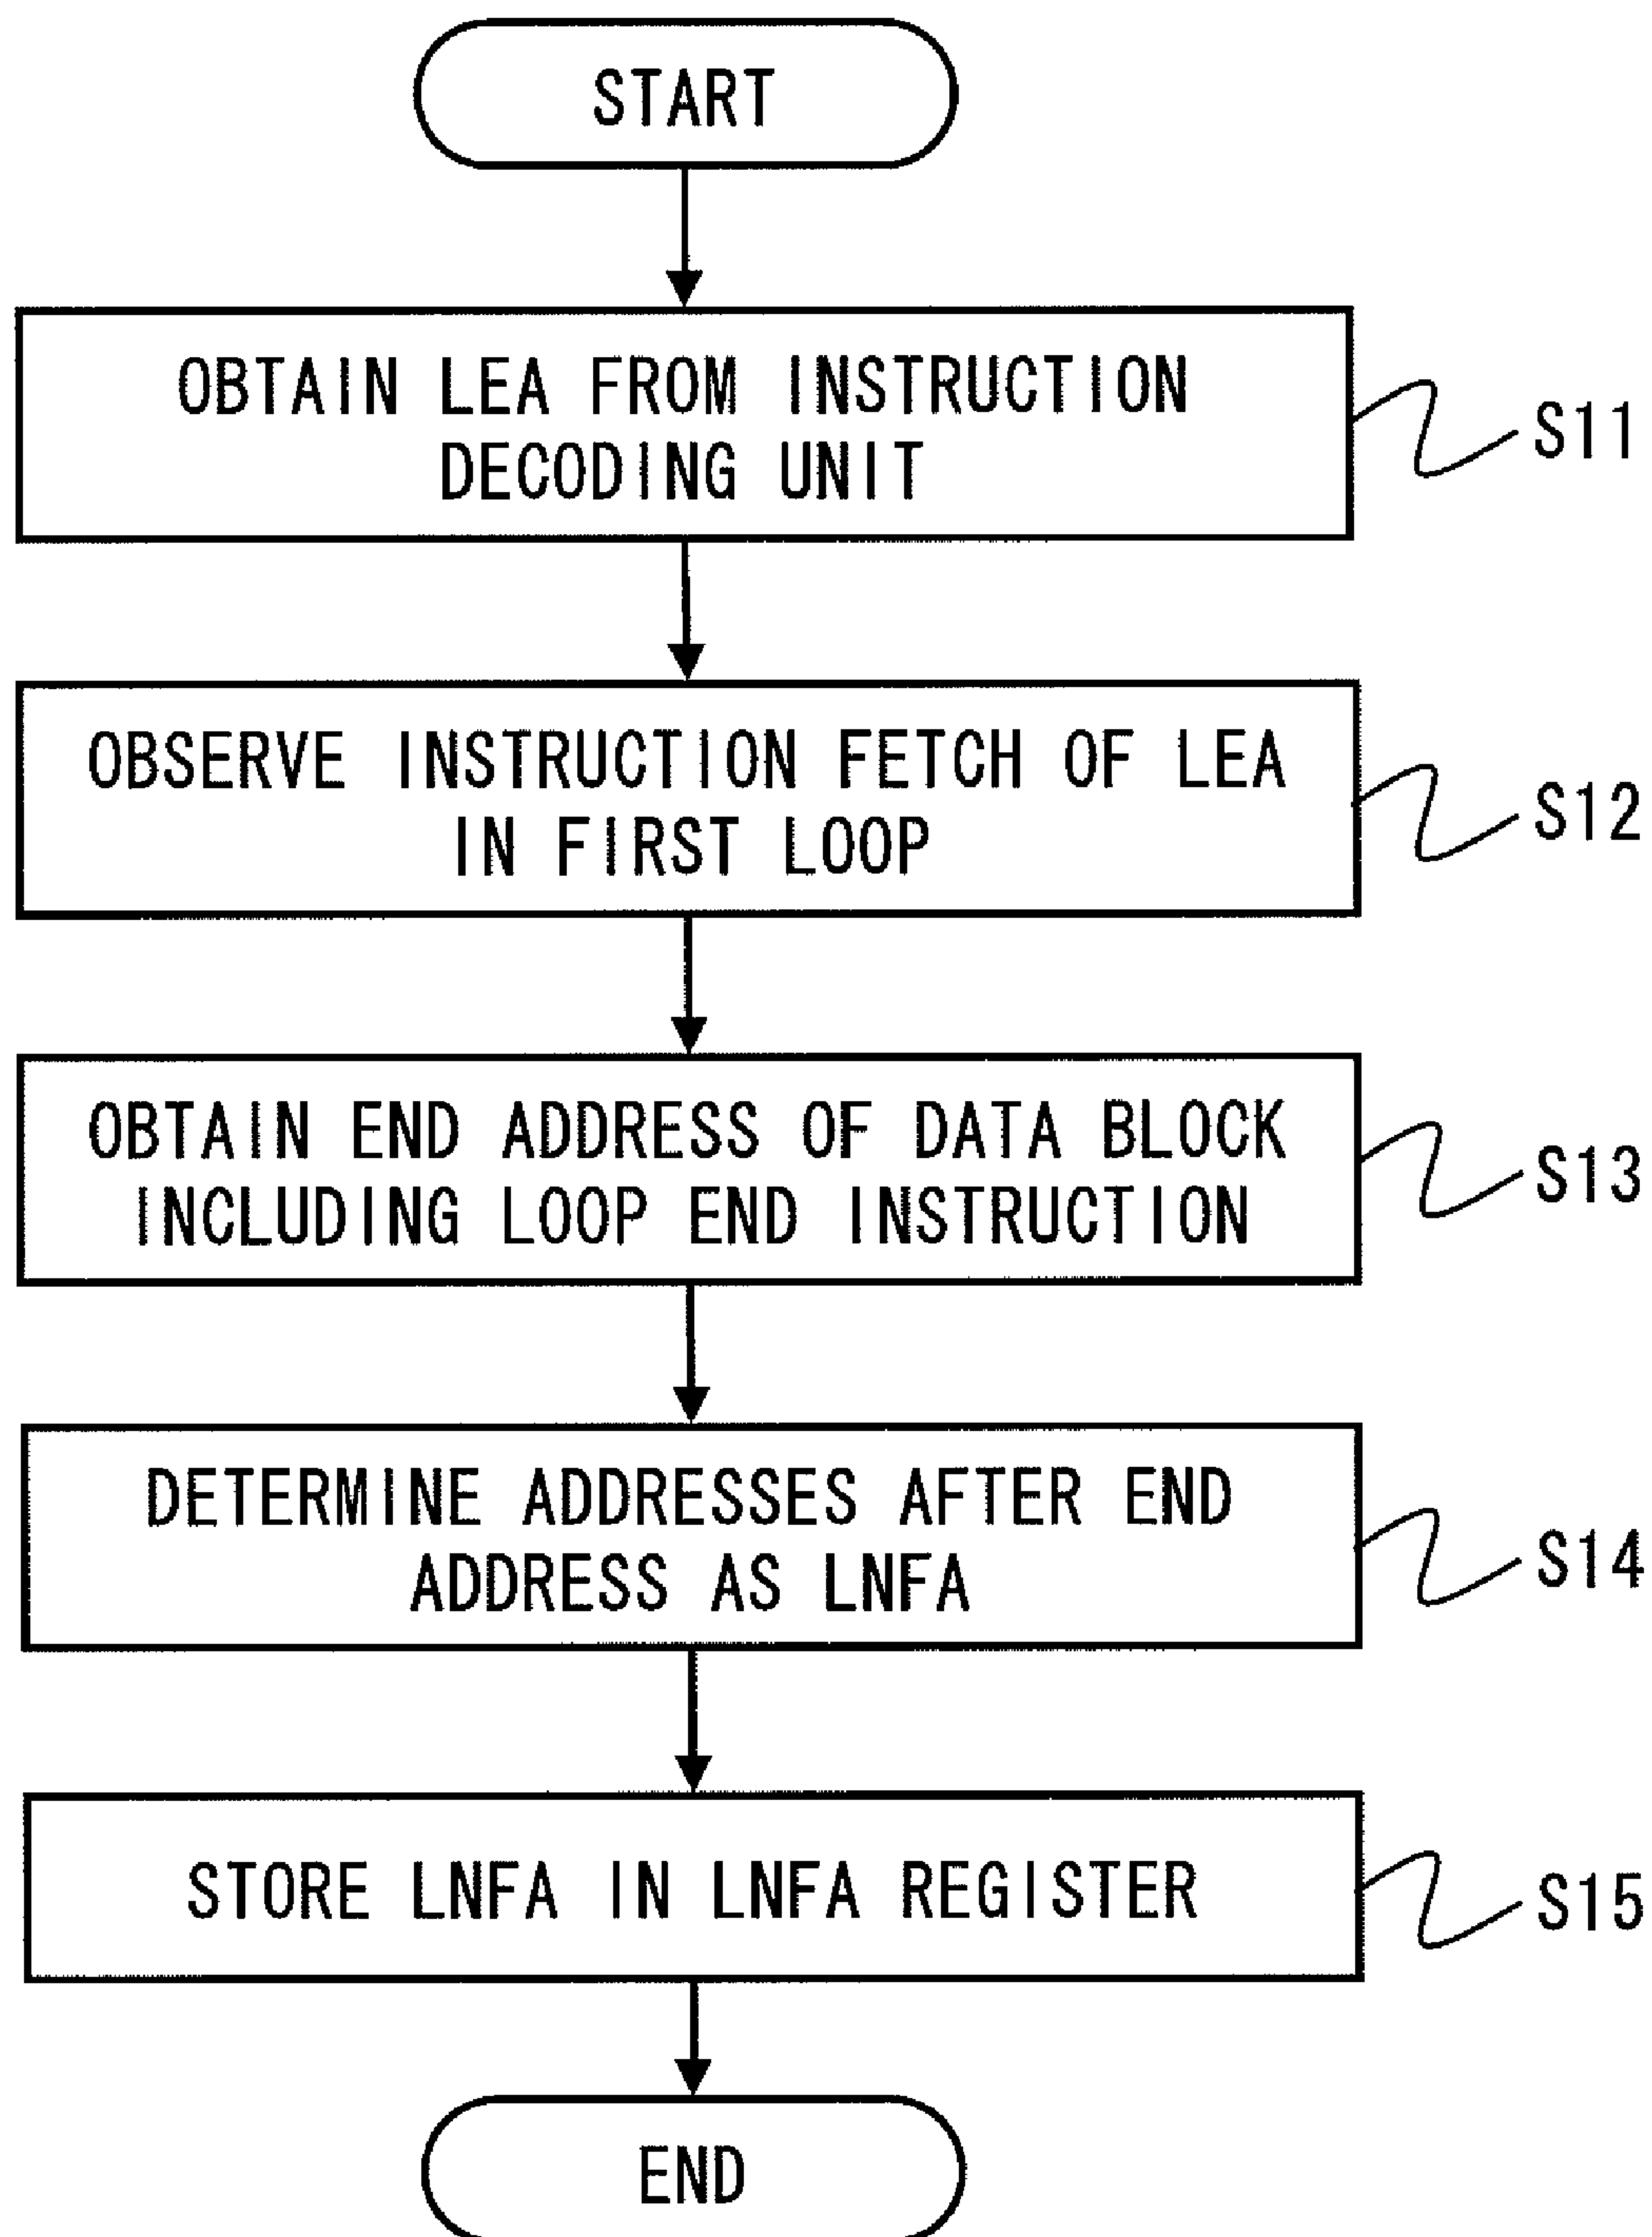 START
OBTAIN LEA FROM INSTRUCTION
DECODING UNIT
S11
OBSERVE INSTRUCTION FETCH OF LEA
IN FIRST LOOP
S12
OBTAIN END ADDRESS OF DATA BLOCK
INCLUDING LOOP END INSTRUCTION
S13
DETERMINE ADDRESSES AFTER END
ADDRESS AS LNFA
S14
STORE LNFA IN LNFA REGISTER
S15
END